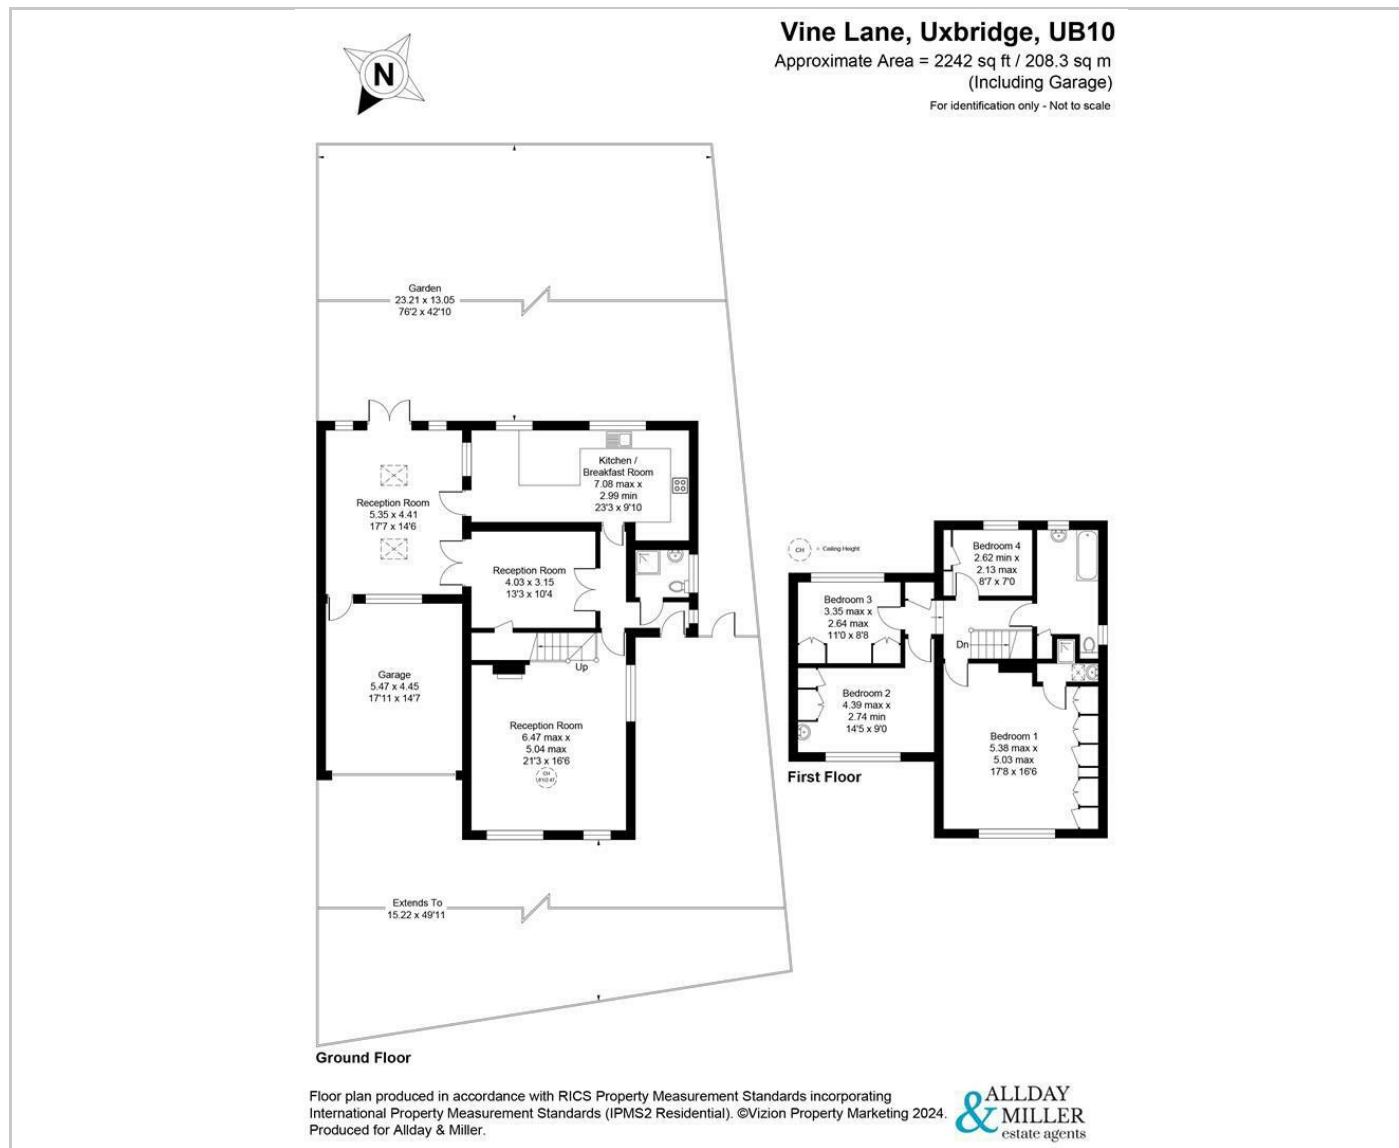 Vine Lane, Uxbridge, UB10
Approximate Area = 2242 sq ft / 208.3 sq m
(Including Garage)
For identification only - Not to scale
N
Garden
23.21 x 13.05
76'2 x 42'10
Kitchen /
Breakfast Room
7.08 max x
2.99 min
23'3 x 9'10
Reception Room
5.35 x 4.41
17'7 x 14'6
Reception Room
4.03 x 3.15
13'3 x 10'4
Up
Garage
5.47 x 4.45
17'11 x 14'7
Reception Room
6.47 max x
5.04 max
21'3 x 16'6
CH
Extends To
15.22 x 49'11
Ground Floor
CH = Ceiling Height
Bedroom 4
2.62 min x
2.13 max
8'7 x 7'0
Bedroom 3
3.35 max x
2.64 max
11'0 x 8'8
Dn
Bedroom 2
4.39 max x
2.74 min
14'5 x 9'0
Bedroom 1
5.38 max x
5.03 max
17'8 x 16'6
First Floor
Floor plan produced in accordance with RICS Property Measurement Standards incorporating
International Property Measurement Standards (IPMS2 Residential). ©Vizion Property Marketing 2024.
Produced for Allday & Miller.
ALLDAY
& MILLER
estate agents